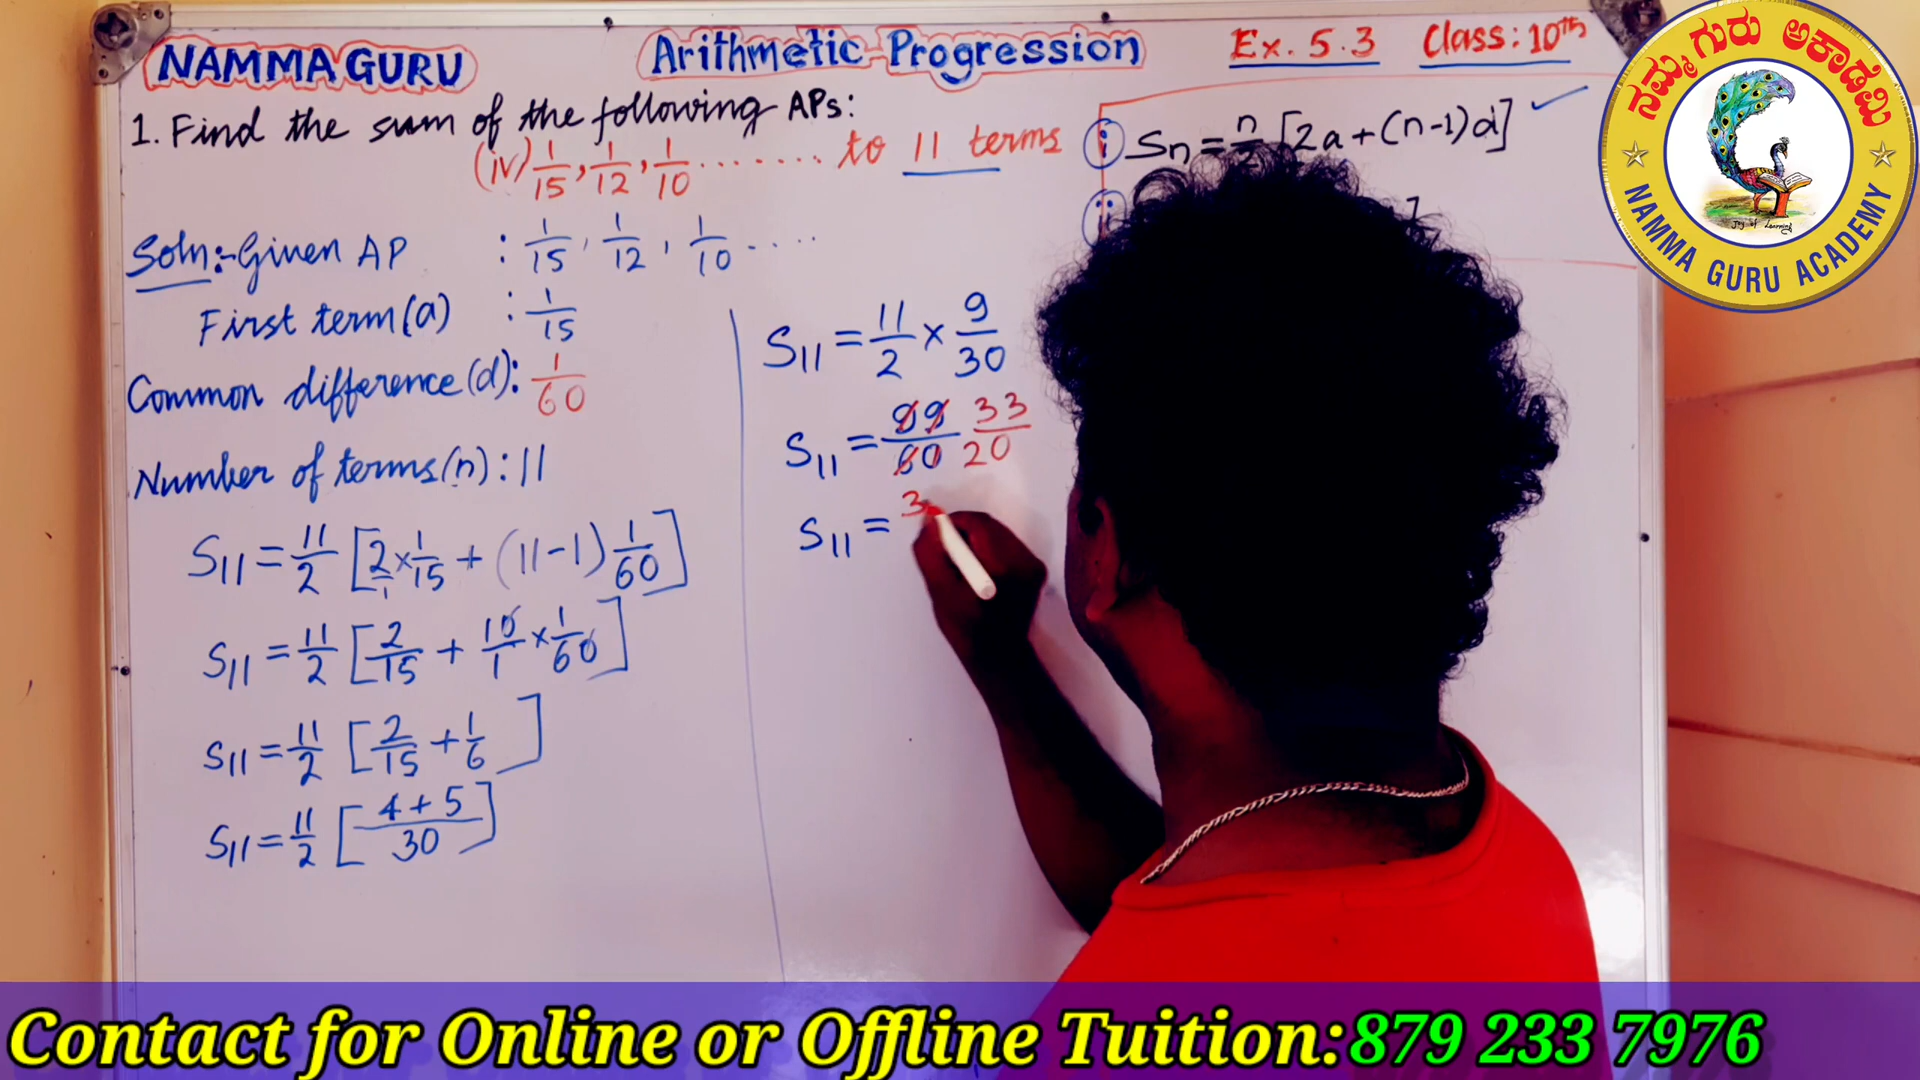 NAMMA GURU
Arithmetic Progression
Ex. 5.3 Class: 10th
1. Find the sum of the following APs:
(iv) 1/15, 1/12, 1/10 ........ to 11 terms
(i) Sn = n/2 [2a + (n-1)d] ✓
Soln:- Given AP : 1/15, 1/12, 1/10 ....
First term (a) : 1/15
Common difference (d): 1/60
Number of terms (n) : 11
S11 = 11/2 [2/1 × 1/15 + (11-1) 1/60]
S11 = 11/2 [2/15 + 10/1 × 1/60]
S11 = 11/2 [2/15 + 1/6]
S11 = 11/2 [4+5/30]
S11 = 11/2 × 9/30
S11 = 99/60 33/20
S11 = 3
ನಮ್ಮ ಗುರು ಅಕಾಡೆಮಿ
Joy of Learning
NAMMA GURU ACADEMY
Contact for Online or Offline Tuition: 879 233 7976